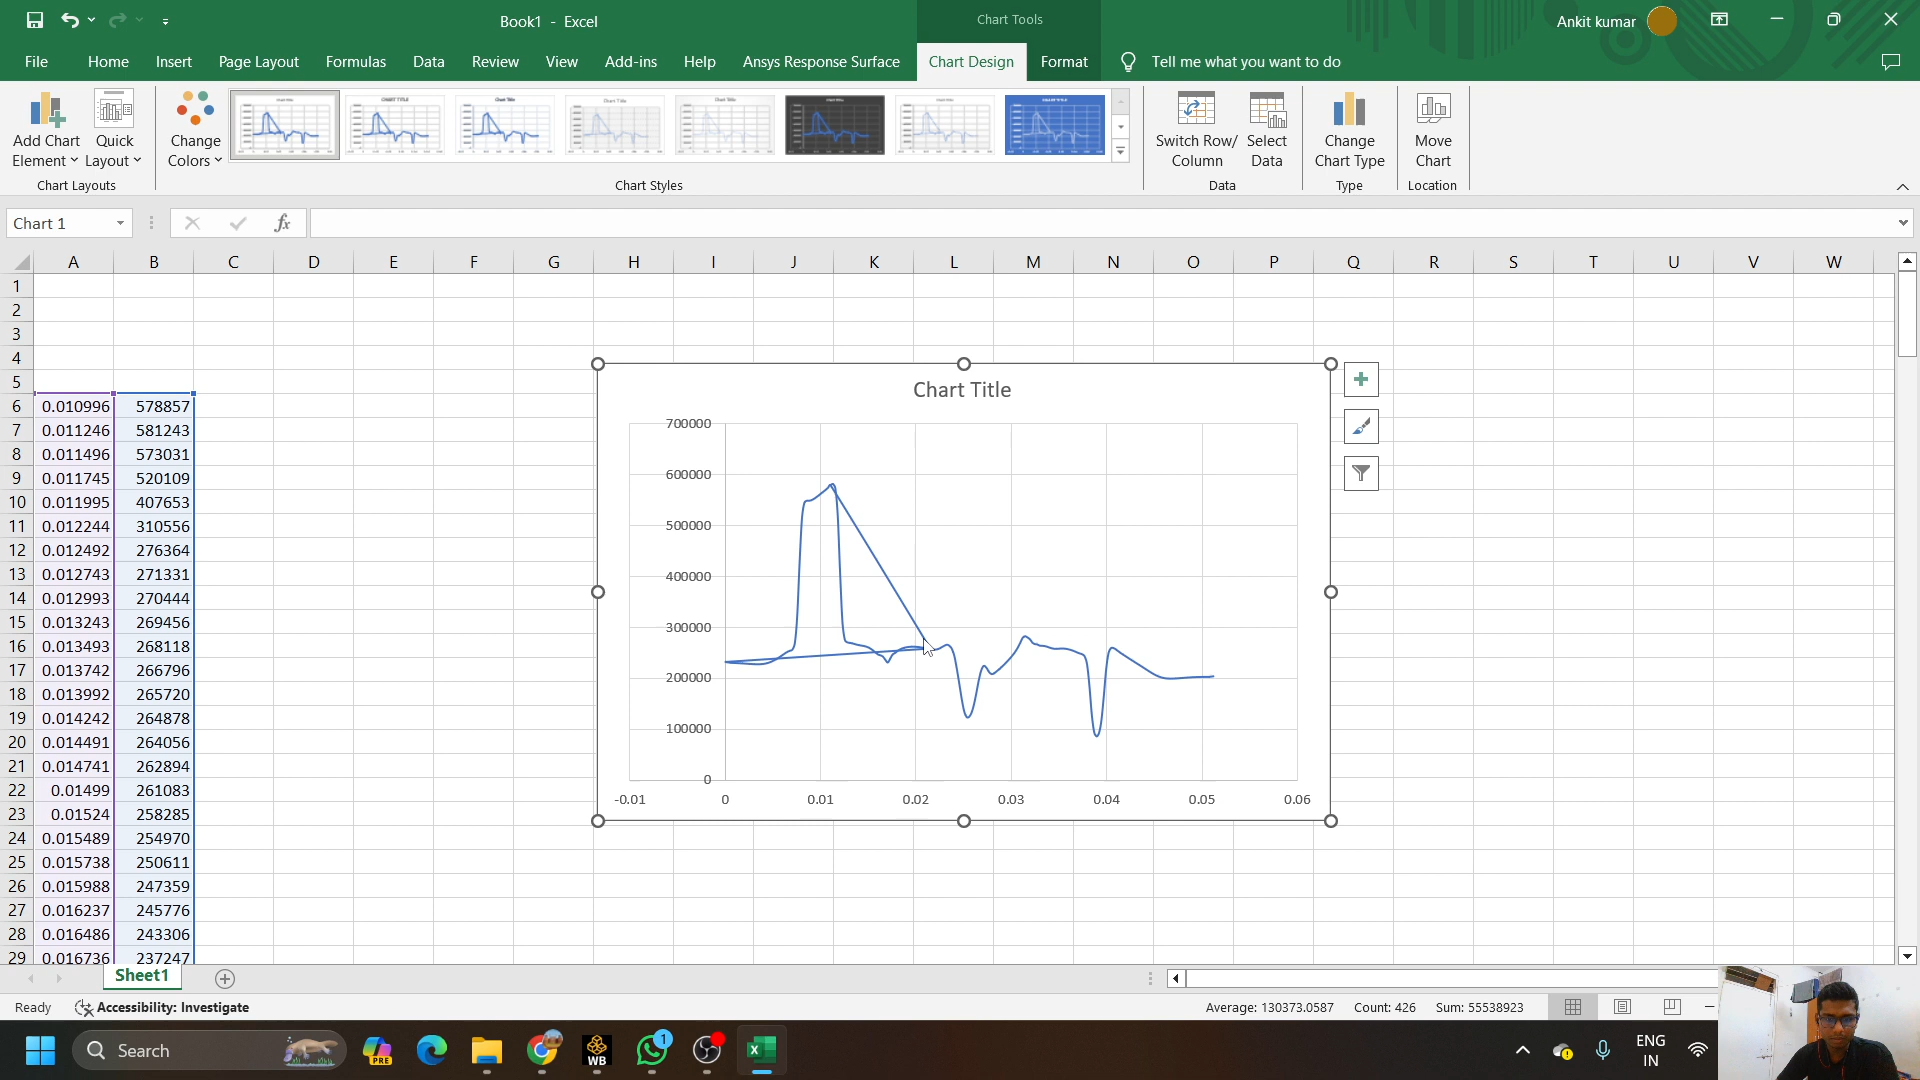 Book1 - Excel
Chart Tools
Ankit kumar
File Home Insert Page Layout Formulas Data Review View Add-ins Help Ansys Response Surface Chart Design Format Tell me what you want to do
Add Chart Element
Quick Layout
Change Colors
Switch Row/ Column
Select Data
Change Chart Type
Move Chart
Chart Layouts Chart Styles Data Type Location
Chart 1 fx
A B C D E F G H I J K L M N O P Q R S T U V W
1
2
3
4
5
6 0.010996 578857
7 0.011246 581243
8 0.011496 573031
9 0.011745 520109
10 0.011995 407653
11 0.012244 310556
12 0.012492 276364
13 0.012743 271331
14 0.012993 270444
15 0.013243 269456
16 0.013493 268118
17 0.013742 266796
18 0.013992 265720
19 0.014242 264878
20 0.014491 264056
21 0.014741 262894
22 0.01499 261083
23 0.01524 258285
24 0.015489 254970
25 0.015738 250611
26 0.015988 247359
27 0.016237 245776
28 0.016486 243306
29 0.016736 237247
Chart Title
700000
600000
500000
400000
300000
200000
100000
0
-0.01 0 0.01 0.02 0.03 0.04 0.05 0.06
Sheet1
Ready Accessibility: Investigate Average: 130373.0587 Count: 426 Sum: 55538923
Search PRE WB 1 ENG
IN